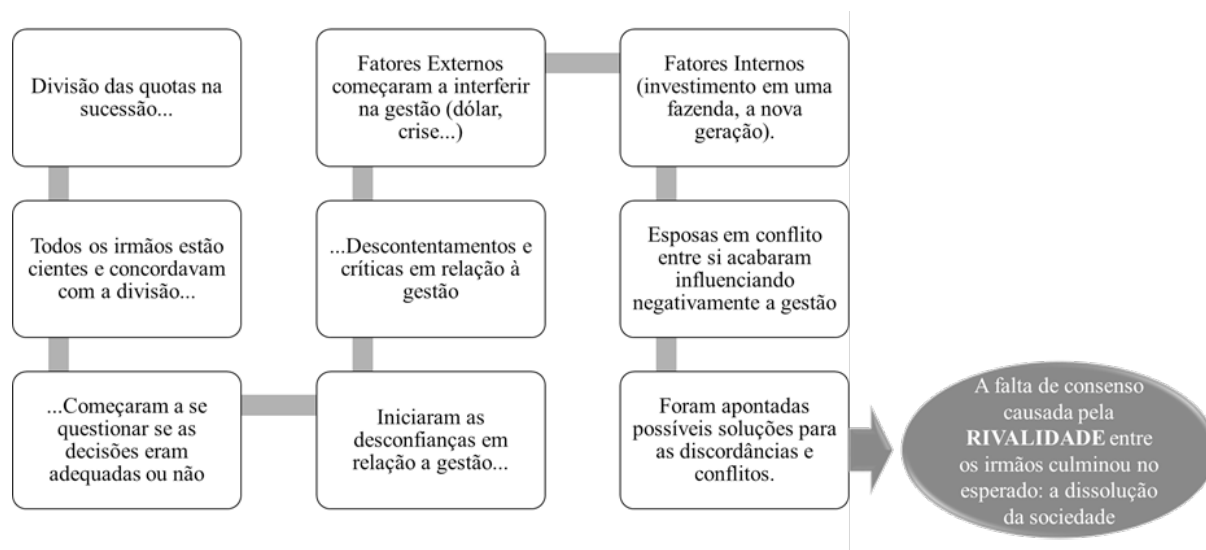 Divisão das quotas na
sucessão...
Todos os irmãos estão
cientes e concordavam
com a divisão...
...Começaram a se
questionar se as
decisões eram
adequadas ou não
Iniciaram as
desconfianças em
relação a gestão...
...Descontentamentos e
críticas em relação à
gestão
Fatores Externos
começaram a interferir
na gestão (dólar,
crise...)
Fatores Internos
(investimento em uma
fazenda, a nova
geração).
Esposas em conflito
entre si acabaram
influenciando
negativamente a gestão
Foram apontadas
possíveis soluções para
as discordâncias e
conflitos.
A falta de consenso
causada pela
RIVALIDADE entre
os irmãos culminou no
esperado: a dissolução
da sociedade